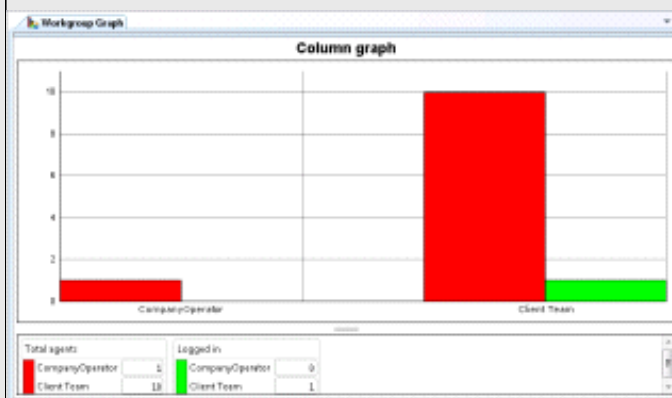 Workgroup Graph
Column graph
10
8
6
4
2
0
CompanyOperator Client Team
Total agents Logged in
CompanyOperator 1 CompanyOperator 0
Client Team 10 Client Team 1